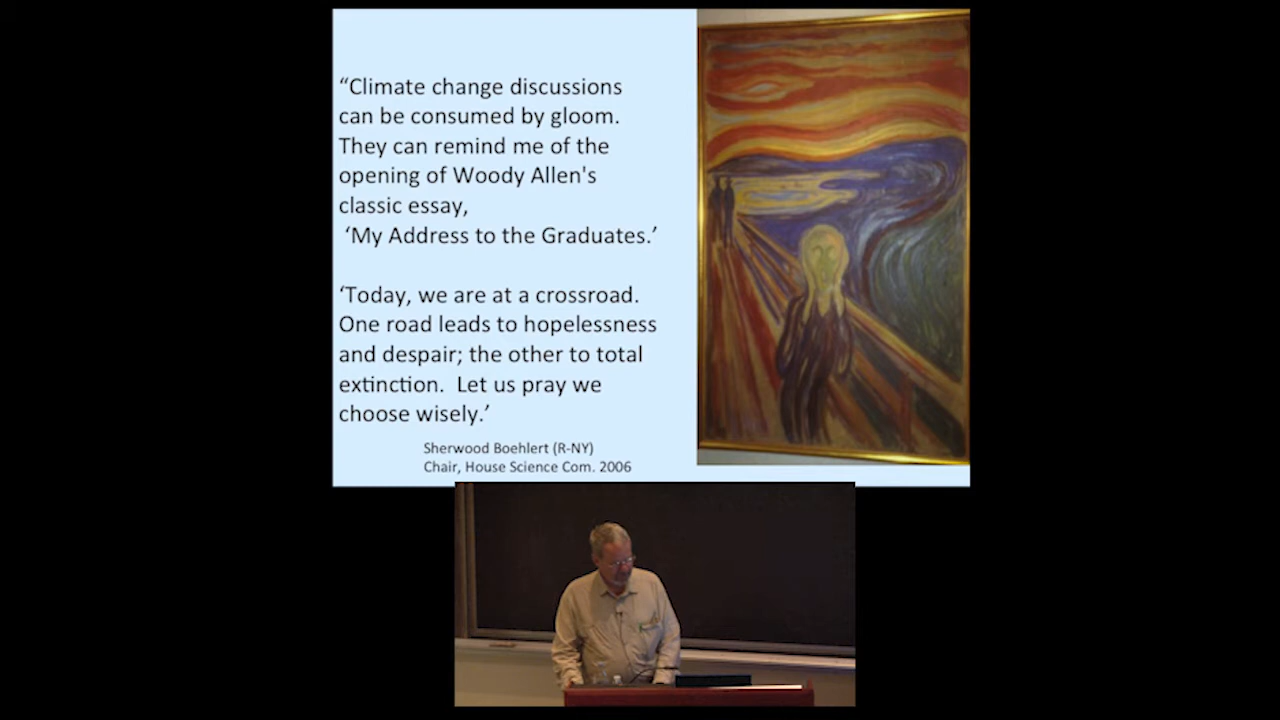 “Climate change discussions
can be consumed by gloom.
They can remind me of the
opening of Woody Allen's
classic essay,
‘My Address to the Graduates.’
‘Today, we are at a crossroad.
One road leads to hopelessness
and despair; the other to total
extinction.  Let us pray we
choose wisely.’
Sherwood Boehlert (R-NY)
Chair, House Science Com. 2006